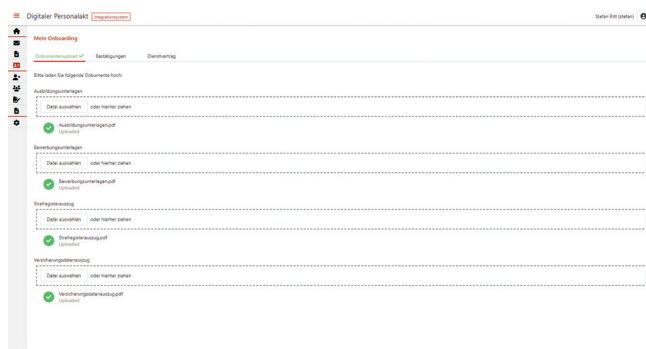 Digitaler Personalakt Integrationssystem
Stefan Ritt (stefan)
Mein Onboarding
Dokumentenupload ✓ Bestätigungen Dienstvertrag
Bitte laden Sie folgende Dokumente hoch:
Ausbildungsunterlagen
Datei auswählen oder hierher ziehen
Ausbildungsunterlagen.pdf
Uploaded
Bewerbungsunterlagen
Datei auswählen oder hierher ziehen
Bewerbungsunterlagen.pdf
Uploaded
Strafregisterauszug
Datei auswählen oder hierher ziehen
Strafregisterauszug.pdf
Uploaded
Versicherungsdatenauszug
Datei auswählen oder hierher ziehen
Versicherungsdatenauszug.pdf
Uploaded